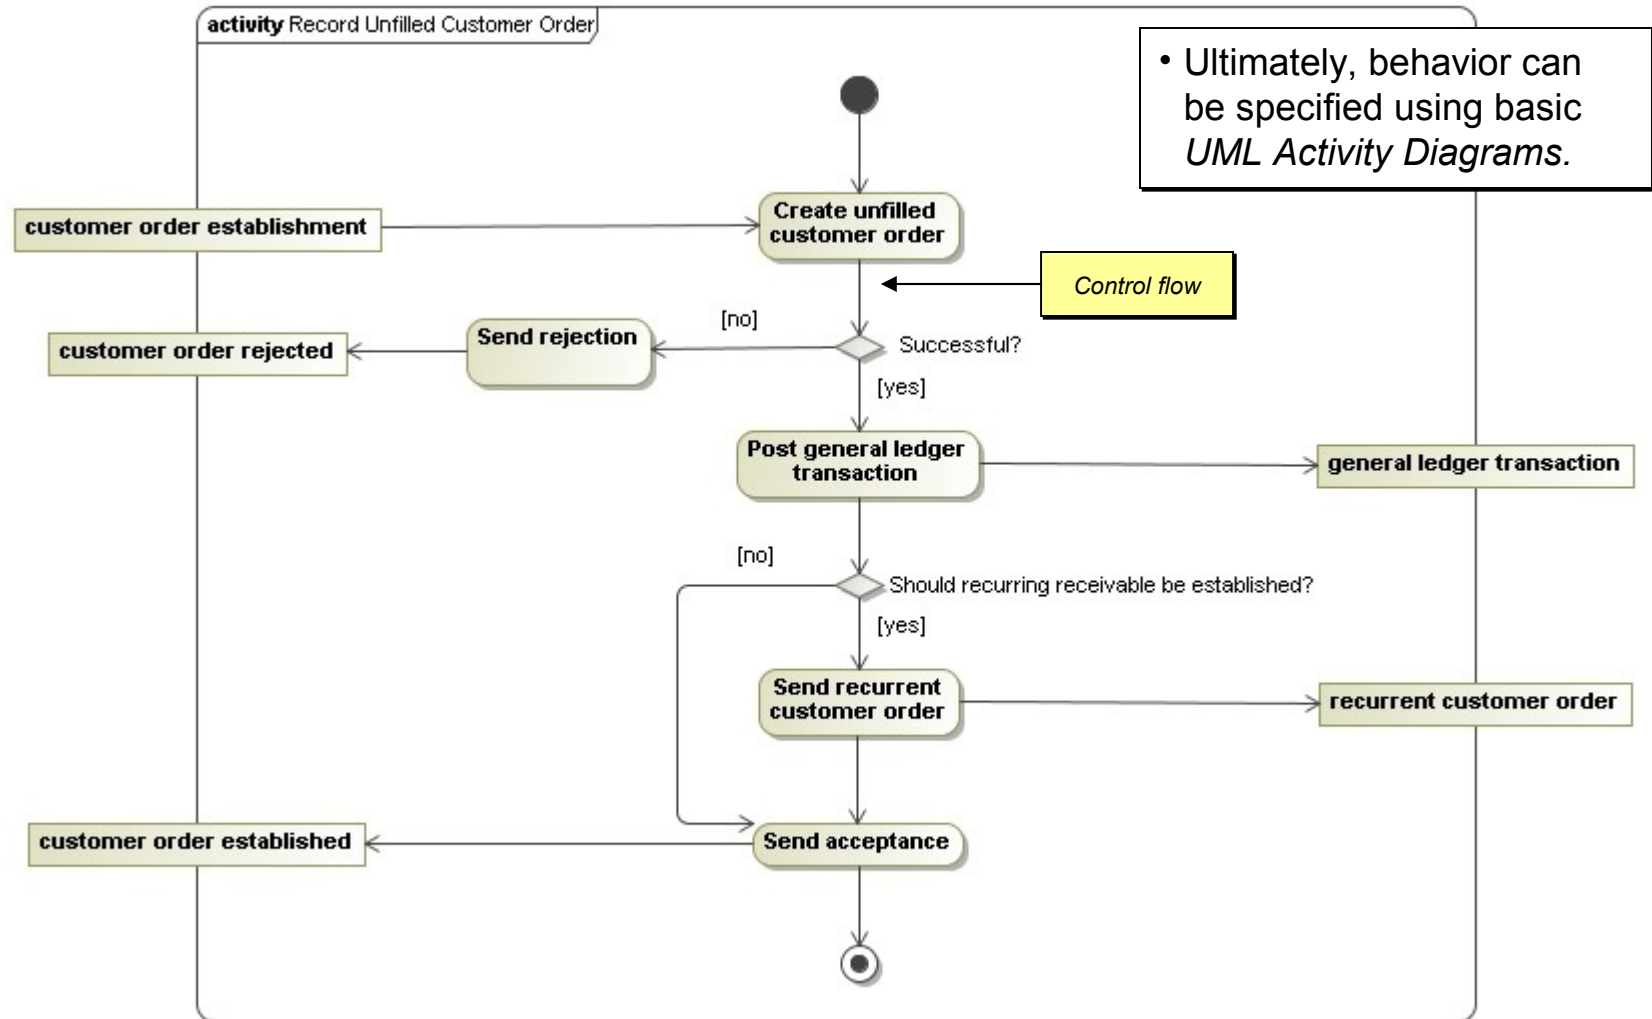 activity Record Unfilled Customer Order
• Ultimately, behavior can
be specified using basic
UML Activity Diagrams.
customer order establishment
Create unfilled
customer order
Control flow
[no]
Successful?
Send rejection
customer order rejected
[yes]
Post general ledger
transaction
general ledger transaction
[no]
Should recurring receivable be established?
[yes]
Send recurrent
customer order
recurrent customer order
customer order established
Send acceptance